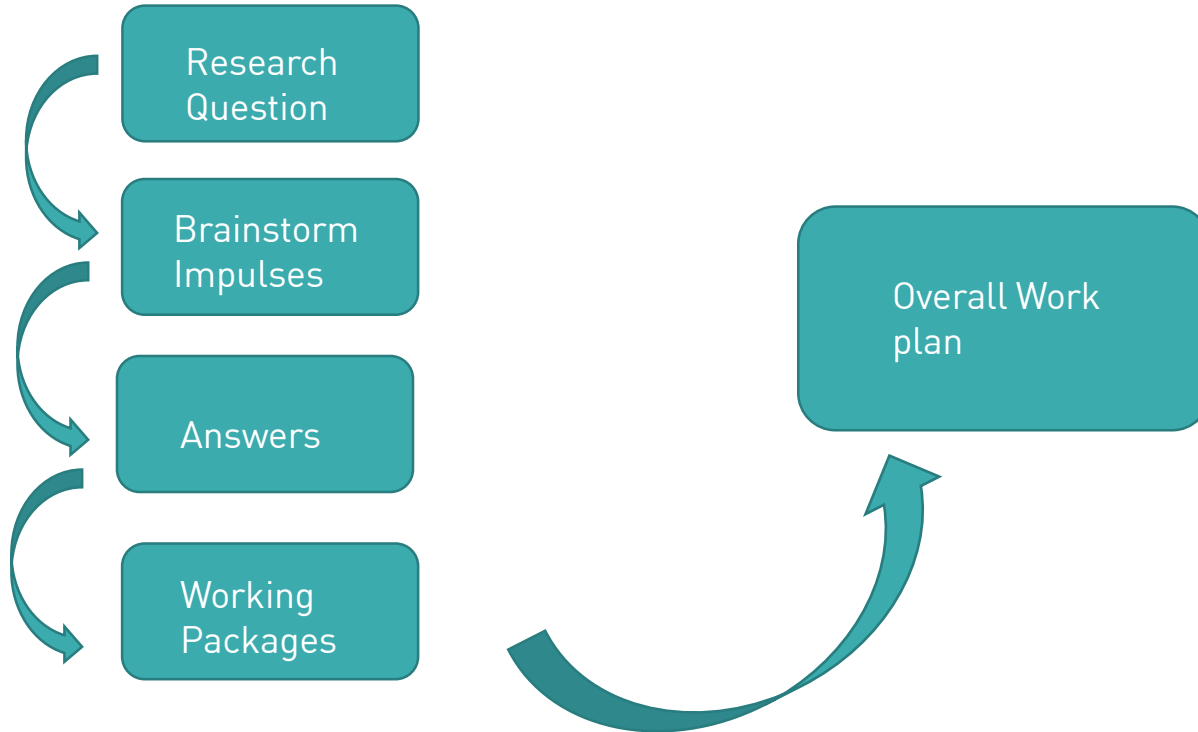 Research
Question
Brainstorm
Impulses
Answers
Working
Packages
Overall Work
plan